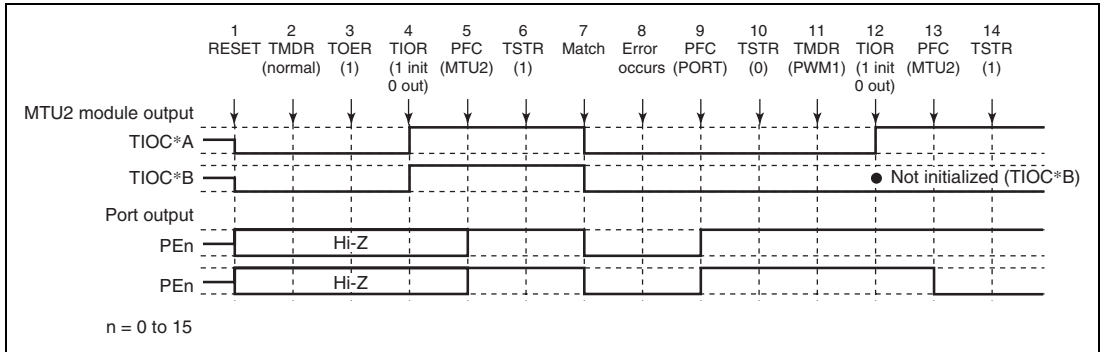 1 2 3 4 5 6 7 8 9 10 11 12 13 14
RESET TMDR TOER TIOR PFC TSTR Match Error PFC TSTR TMDR TIOR PFC TSTR
(normal) (1) (1 init (MTU2) (1) occurs (PORT) (0) (PWM1) (1 init (MTU2) (1)
0 out) 0 out)
MTU2 module output
TIOC*A
TIOC*B Not initialized (TIOC*B)
Port output
PEn Hi-Z
PEn Hi-Z
n = 0 to 15